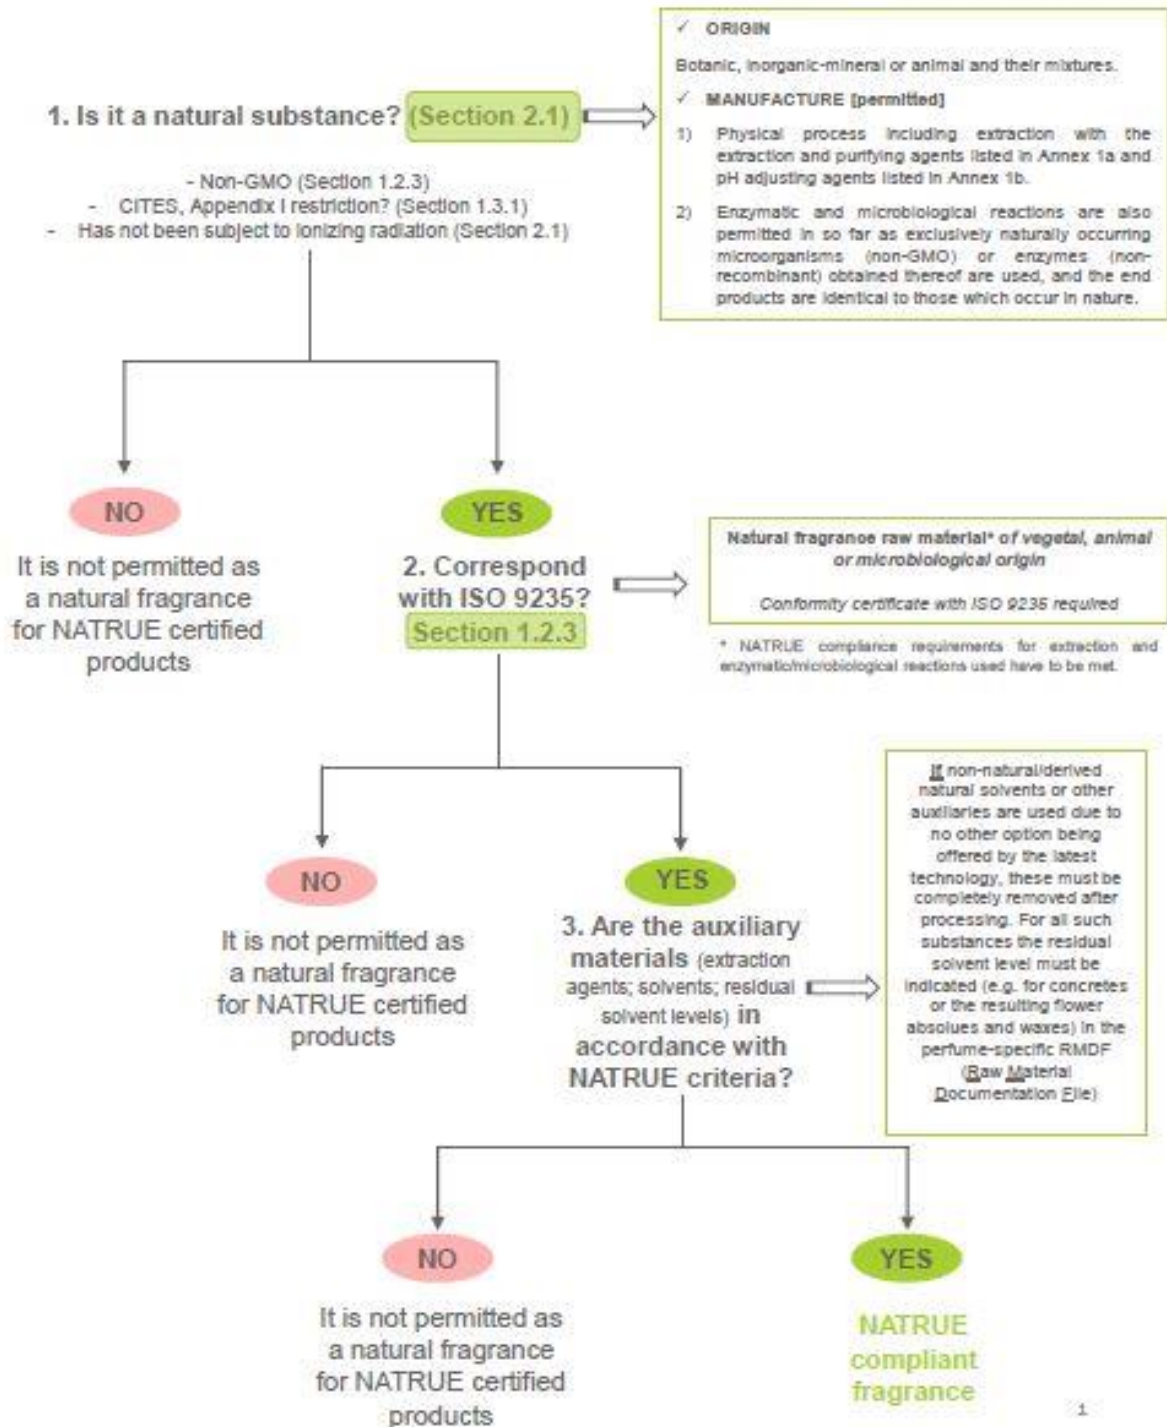 ✓ ORIGIN
Botanic, inorganic-mineral or animal and their mixtures.
✓ MANUFACTURE [permitted]
1) Physical process including extraction with the
extraction and purifying agents listed in Annex 1a and
pH adjusting agents listed in Annex 1b.
2) Enzymatic and microbiological reactions are also
permitted in so far as exclusively naturally occurring
microorganisms (non-GMO) or enzymes (non-
recombinant) obtained thereof are used, and the end
products are identical to those which occur in nature.
1. Is it a natural substance? (Section 2.1)
- Non-GMO (Section 1.2.3)
- CITES, Appendix I restriction? (Section 1.3.1)
- Has not been subject to ionizing radiation (Section 2.1)
NO
It is not permitted as
a natural fragrance
for NATRUE certified
products
YES
2. Correspond
with ISO 9235?
Section 1.2.3
Natural fragrance raw material* of vegetal, animal
or microbiological origin
Conformity certificate with ISO 9235 required
* NATRUE compliance requirements for extraction and
enzymatic/microbiological reactions used have to be met.
NO
It is not permitted as
a natural fragrance
for NATRUE certified
products
YES
3. Are the auxiliary
materials (extraction
agents; solvents; residual
solvent levels) in
accordance with
NATRUE criteria?
If non-natural/derived
natural solvents or other
auxiliaries are used due to
no other option being
offered by the latest
technology, these must be
completely removed after
processing. For all such
substances the residual
solvent level must be
indicated (e.g. for concretes
or the resulting flower
absolues and waxes) in the
perfume-specific RMDF
(Raw Material
Documentation File)
NO
It is not permitted as
a natural fragrance
for NATRUE certified
products
YES
NATRUE
compliant
fragrance
1